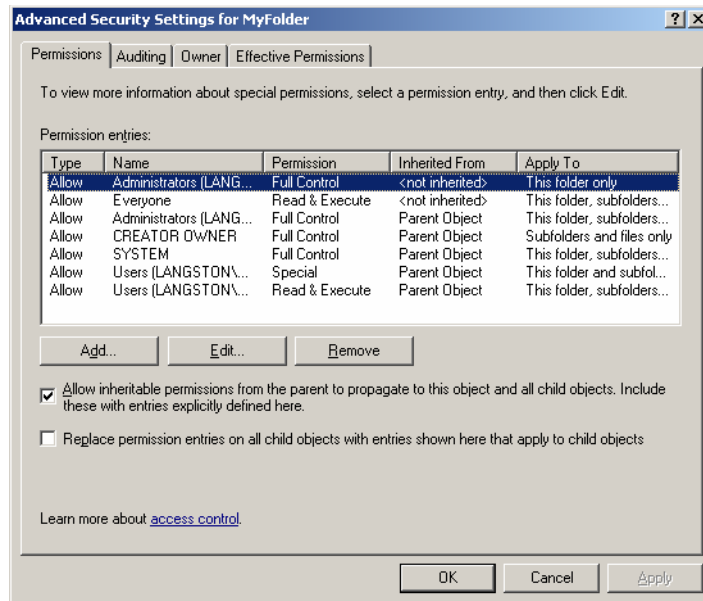 Advanced Security Settings for MyFolder
Permissions Auditing Owner Effective Permissions
To view more information about special permissions, select a permission entry, and then click Edit.
Permission entries:
Type Name Permission Inherited From Apply To
Allow Administrators (LANG... Full Control <not inherited> This folder only
Allow Everyone Read & Execute <not inherited> This folder, subfolders...
Allow Administrators (LANG... Full Control Parent Object This folder, subfolders...
Allow CREATOR OWNER Full Control Parent Object Subfolders and files only
Allow SYSTEM Full Control Parent Object This folder, subfolders...
Allow Users (LANGSTON\... Special Parent Object This folder and subfol...
Allow Users (LANGSTON\... Read & Execute Parent Object This folder, subfolders...
Add... Edit... Remove
Allow inheritable permissions from the parent to propagate to this object and all child objects. Include
these with entries explicitly defined here.
Replace permission entries on all child objects with entries shown here that apply to child objects
Learn more about access control.
OK Cancel Apply